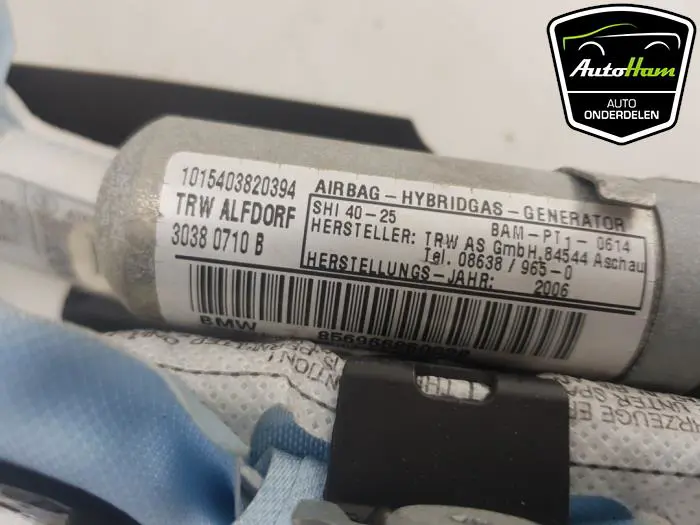 AutoHam
AUTO
ONDERDELEN
1015403820394
TRW ALFDORF
3038 0710 B
AIRBAG-HYBRIDGAS-GENERATOR
SHI 40-25 BAM-PT1-0614
HERSTELLER: TRW AS GmbH, 84544 Aschau
Tel. 08638 / 965-0
HERSTELLUNGS-JAHR: 2006
BMW